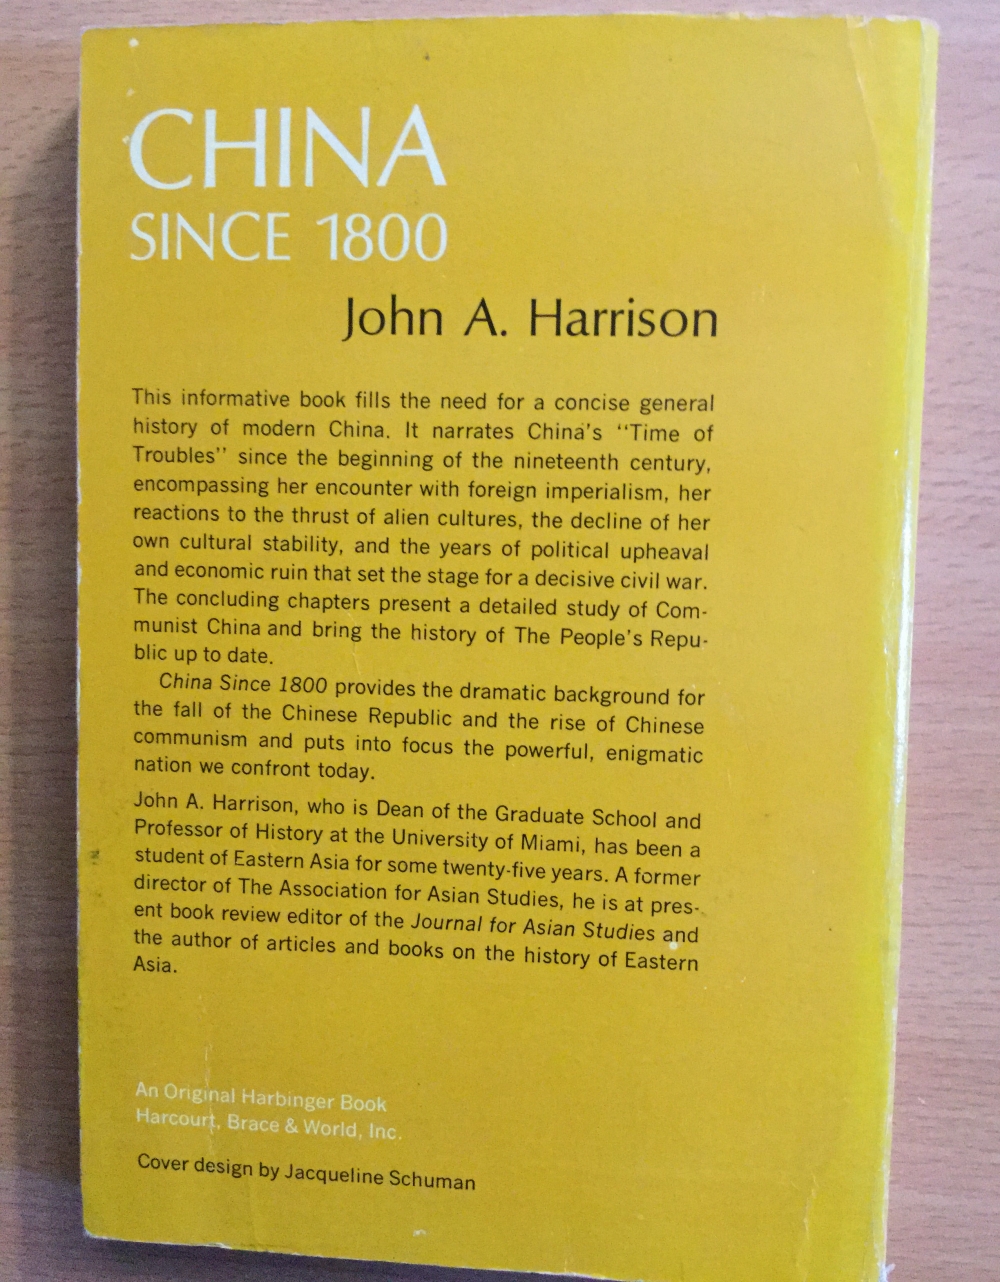 CHINA
SINCE 1800
John A. Harrison
This informative book fills the need for a concise general
history of modern China. It narrates China's "Time of
Troubles" since the beginning of the nineteenth century,
encompassing her encounter with foreign imperialism, her
reactions to the thrust of alien cultures, the decline of her
own cultural stability, and the years of political upheaval
and economic ruin that set the stage for a decisive civil war.
The concluding chapters present a detailed study of Com-
munist China and bring the history of The People's Repu-
blic up to date.
China Since 1800 provides the dramatic background for
the fall of the Chinese Republic and the rise of Chinese
communism and puts into focus the powerful, enigmatic
nation we confront today.
John A. Harrison, who is Dean of the Graduate School and
Professor of History at the University of Miami, has been a
student of Eastern Asia for some twenty-five years. A former
director of The Association for Asian Studies, he is at pres-
ent book review editor of the Journal for Asian Studies and
the author of articles and books on the history of Eastern
Asia.
An Original Harbinger Book
Harcourt, Brace & World, Inc.
Cover design by Jacqueline Schuman